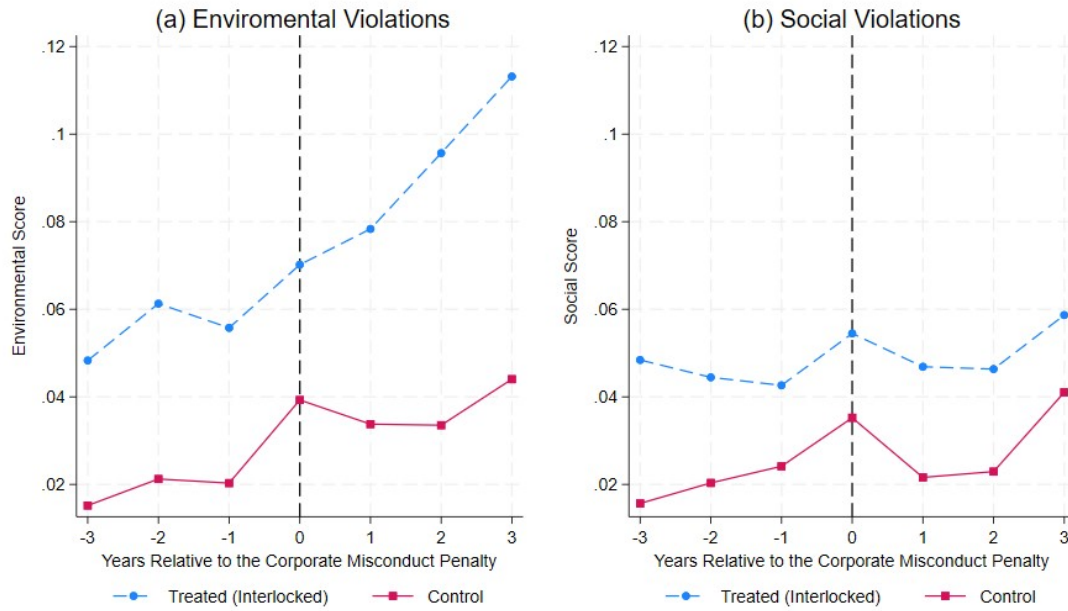 (a) Enviromental Violations
.12
.1
.08
.06
.04
.02
Environmental Score
-3 -2 -1 0 1 2 3
Years Relative to the Corporate Misconduct Penalty
Treated (Interlocked) Control
(b) Social Violations
.12
.1
.08
.06
.04
.02
Social Score
-3 -2 -1 0 1 2 3
Years Relative to the Corporate Misconduct Penalty
Treated (Interlocked) Control